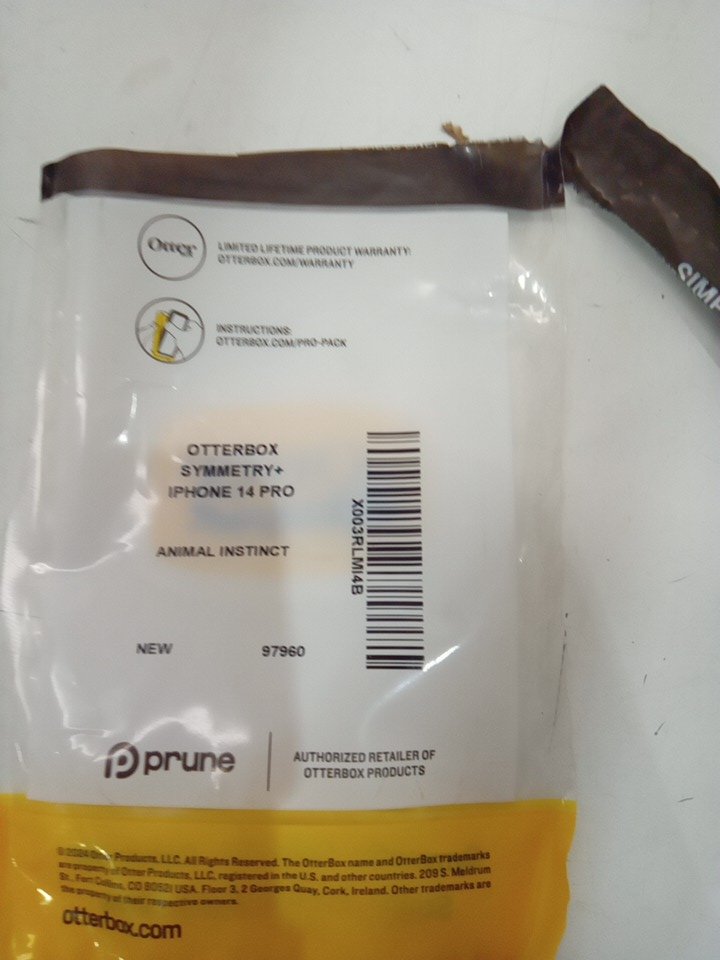 Otter
LIMITED LIFETIME PRODUCT WARRANTY:
OTTERBOX.COM/WARRANTY
INSTRUCTIONS:
OTTERBOX.COM/PRO-PACK
OTTERBOX
SYMMETRY+
IPHONE 14 PRO
ANIMAL INSTINCT
X003RLMI4B
NEW 97960
prune
AUTHORIZED RETAILER OF
OTTERBOX PRODUCTS
© 2024 Otter Products, LLC. All Rights Reserved. The OtterBox name and OtterBox trademarks
are property of Otter Products, LLC, registered in the U.S. and other countries. 209 S. Meldrum
St., Fort Collins, CO 80521 USA. Floor 3, 2 Georges Quay, Cork, Ireland. Other trademarks are
the property of their respective owners.
otterbox.com
SIMP